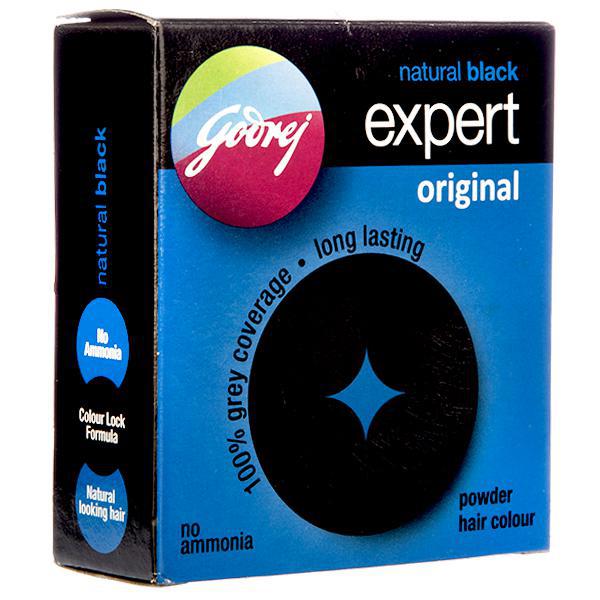 natural black
expert
original
Godrej
100% grey coverage • long lasting
no
ammonia
powder
hair colour
natural black
No
Ammonia
Colour Lock
Formula
Natural
looking hair